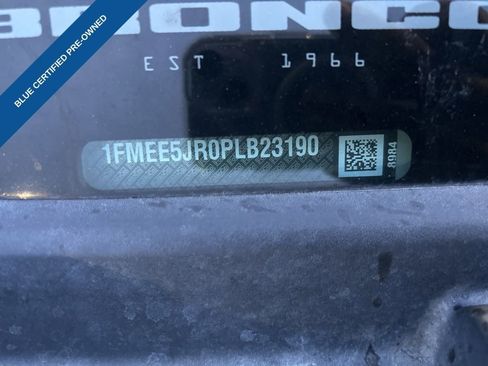 BRONCO
EST 1966
1FMEE5JR0PLB23190
8984
BLUE CERTIFIED PRE-OWNED